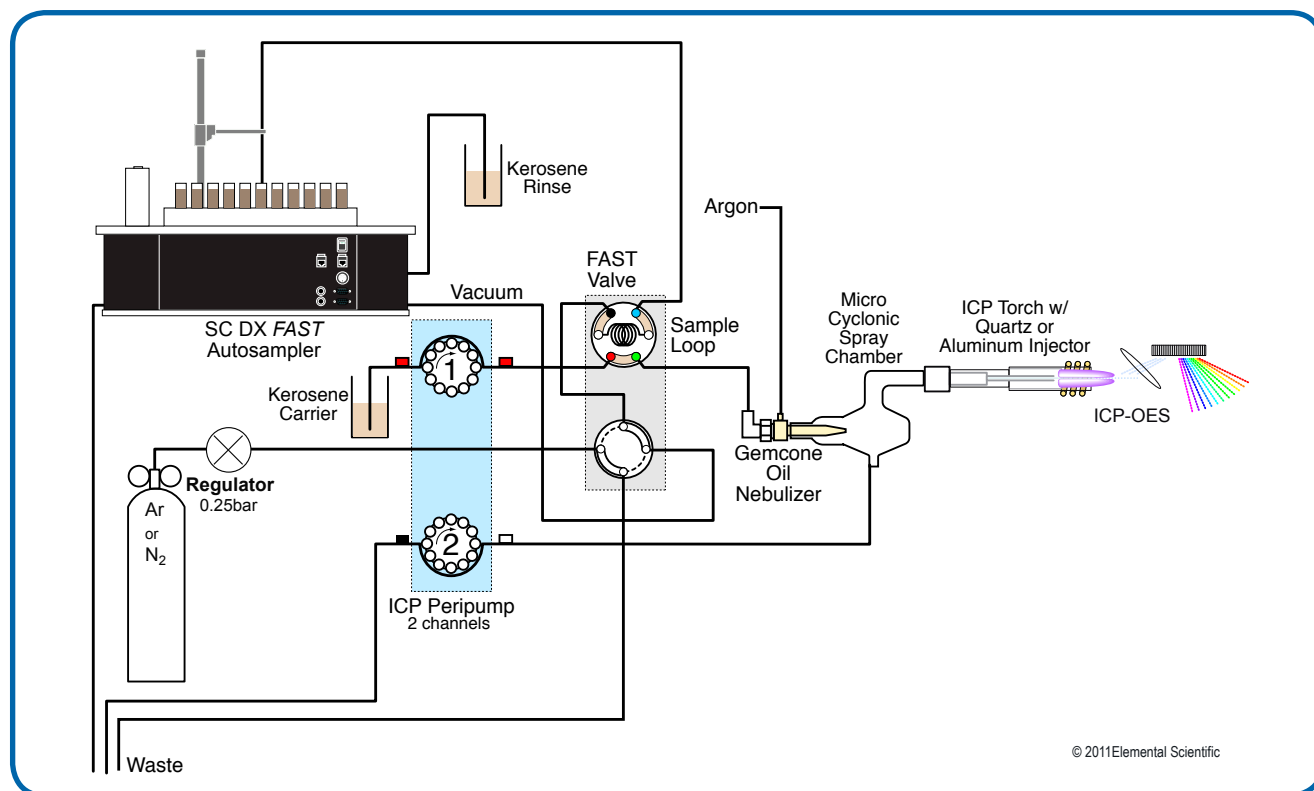 Kerosene
Rinse
Argon
FAST
Valve
Vacuum
SC DX FAST
Autosampler
Sample
Loop
Micro
Cyclonic
Spray
Chamber
ICP Torch w/
Quartz or
Aluminum Injector
1
Kerosene
Carrier
ICP-OES
Gemcone
Oil
Nebulizer
Regulator
0.25bar
Ar
or
N₂
2
ICP Peripump
2 channels
Waste
© 2011Elemental Scientific